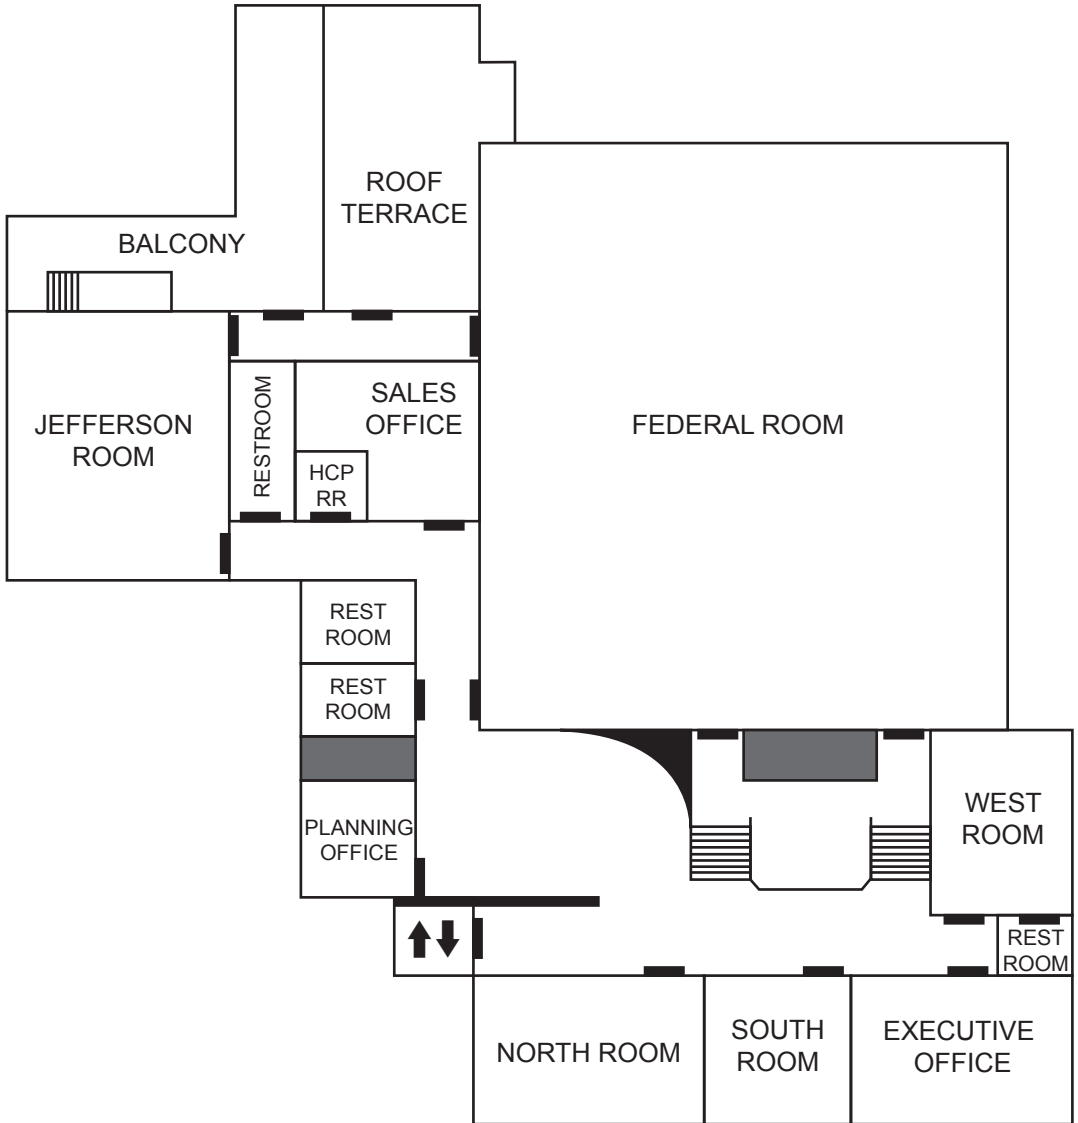 ROOF
TERRACE
BALCONY
JEFFERSON
ROOM
RESTROOM
SALES
OFFICE
HCP
RR
FEDERAL ROOM
REST
ROOM
REST
ROOM
PLANNING
OFFICE
WEST
ROOM
REST
ROOM
NORTH ROOM
SOUTH
ROOM
EXECUTIVE
OFFICE